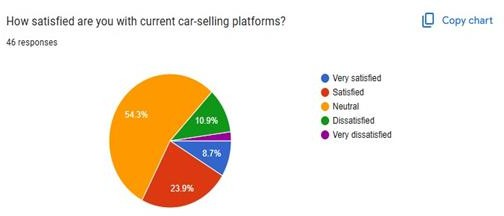 How satisfied are you with current car-selling platforms?
Copy chart
46 responses
Very satisfied
Satisfied
Neutral
Dissatisfied
Very dissatisfied
54.3%
10.9%
8.7%
23.9%